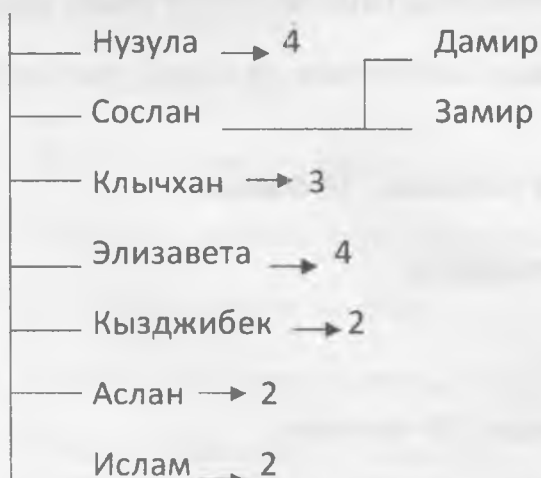 Нузула → 4 Дамир
Сослан Замир
Клычхан → 3
Элизавета → 4
Кызджибек → 2
Аслан → 2
Ислам → 2